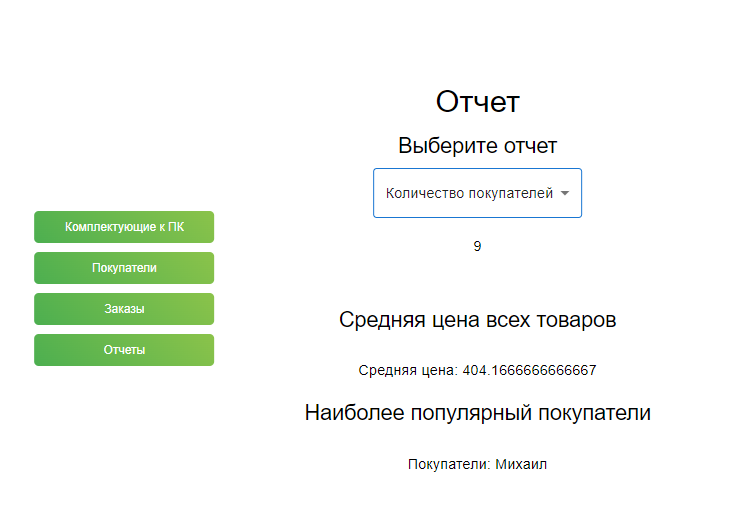 Отчет
Выберите отчет
Количество покупателей
9
Комплектующие к ПК
Покупатели
Заказы
Отчеты
Средняя цена всех товаров
Средняя цена: 404.1666666666667
Наиболее популярный покупатели
Покупатели: Михаил